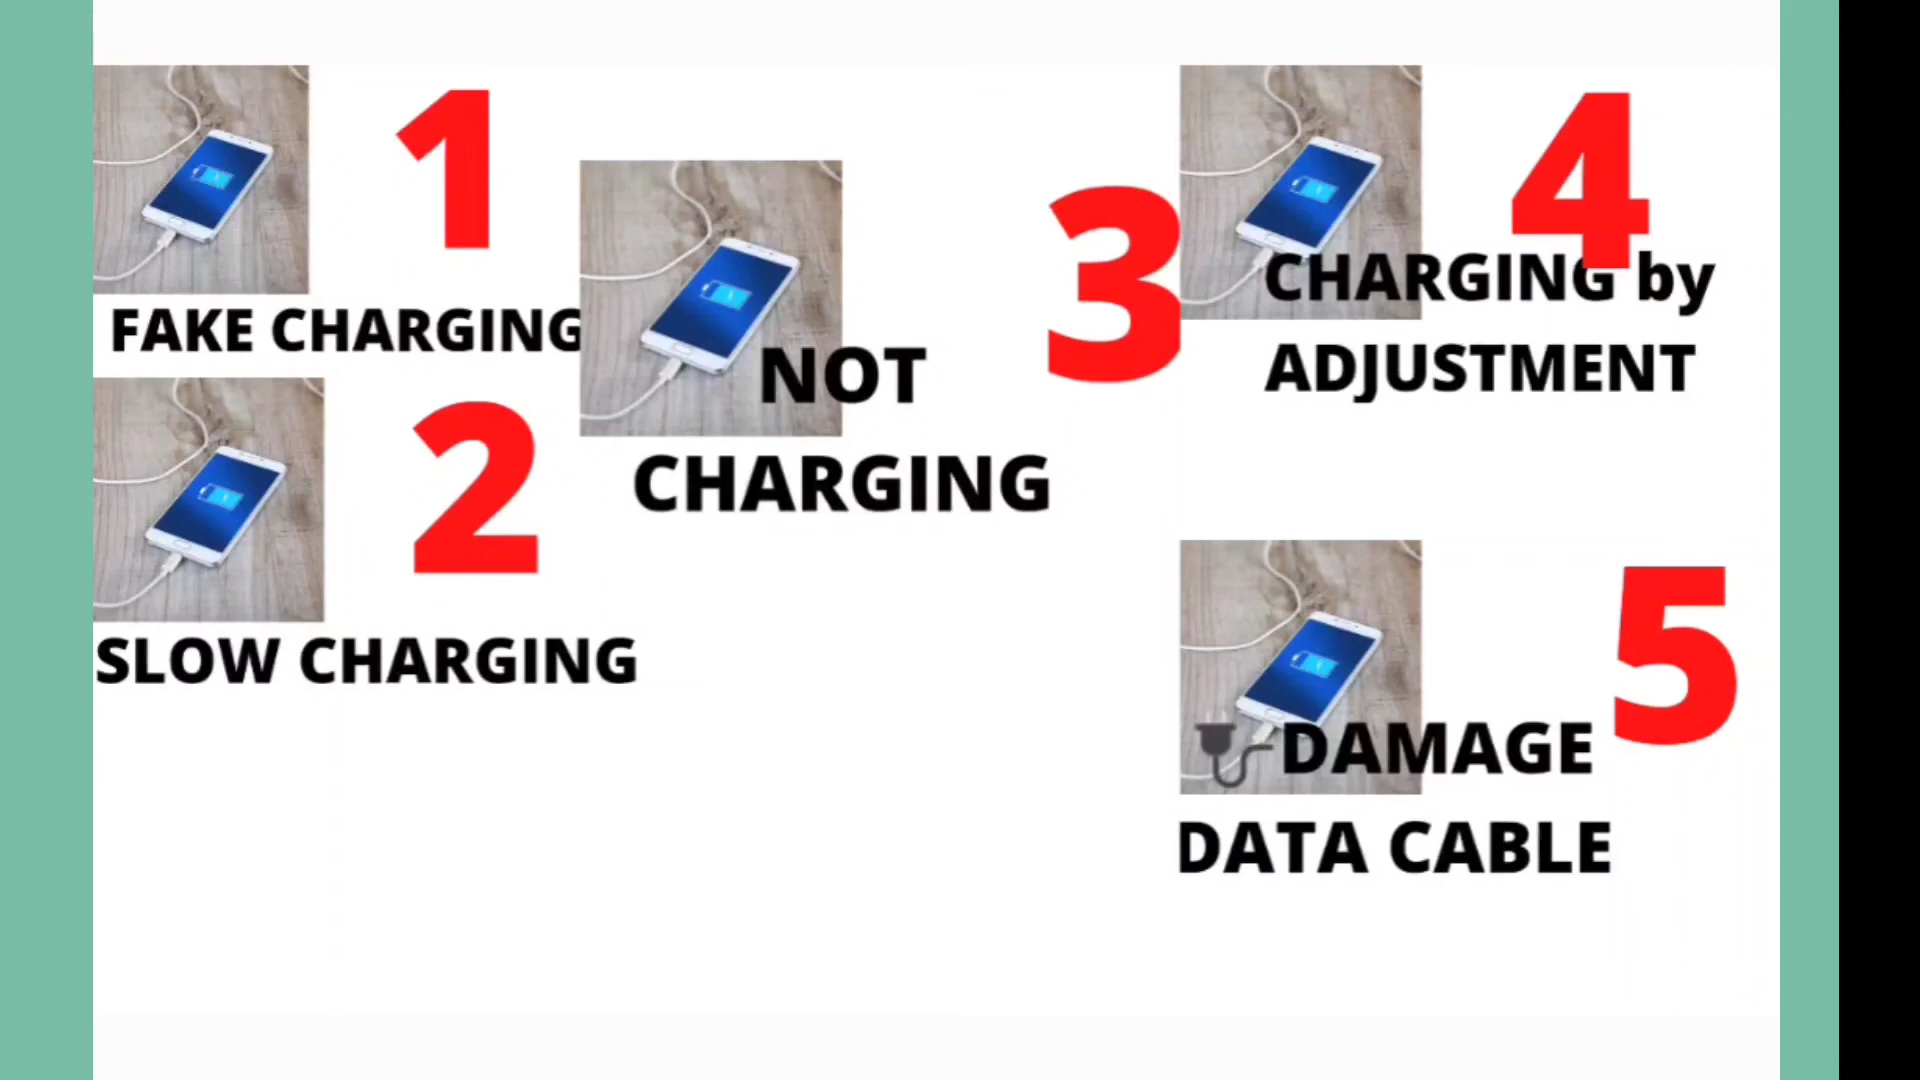 1
FAKE CHARGING
2
SLOW CHARGING
3
NOT
CHARGING
4
CHARGING by
ADJUSTMENT
5
DAMAGE
DATA CABLE